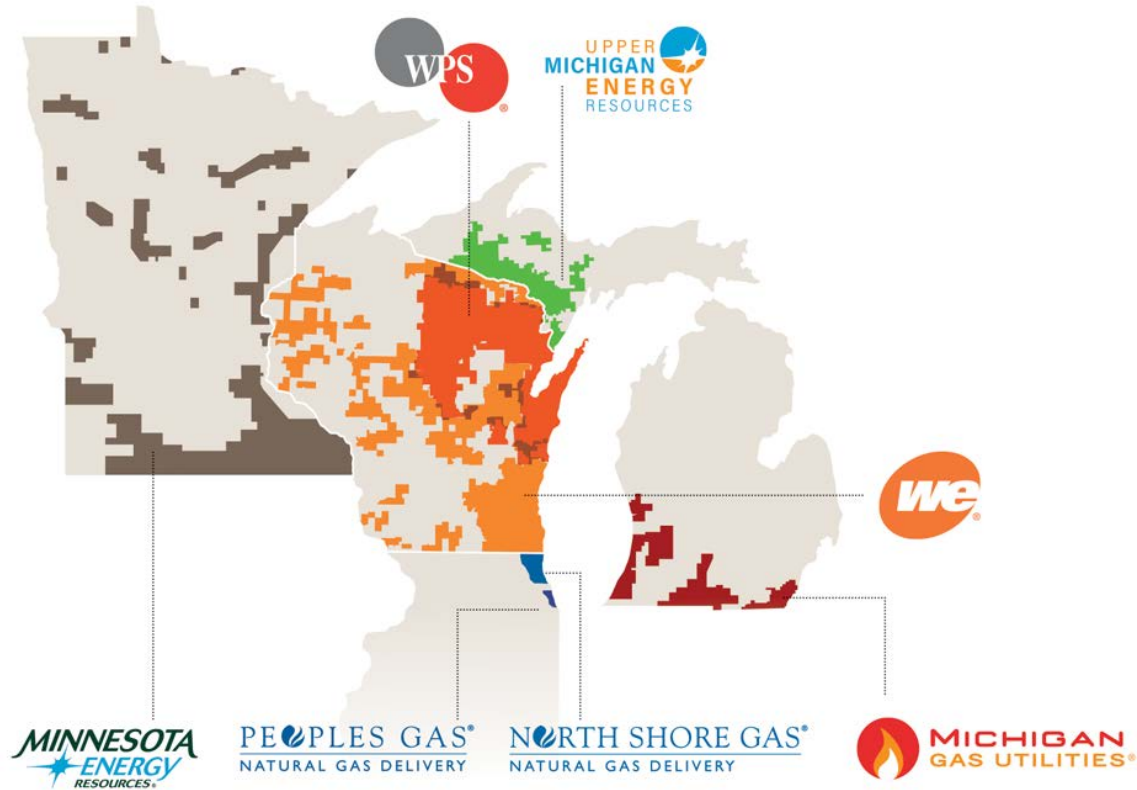 WPS®
UPPER
MICHIGAN
ENERGY
RESOURCES
we®
MINNESOTA
ENERGY
RESOURCES®
PEOPLES GAS®
NATURAL GAS DELIVERY
NORTH SHORE GAS®
NATURAL GAS DELIVERY
MICHIGAN
GAS UTILITIES®